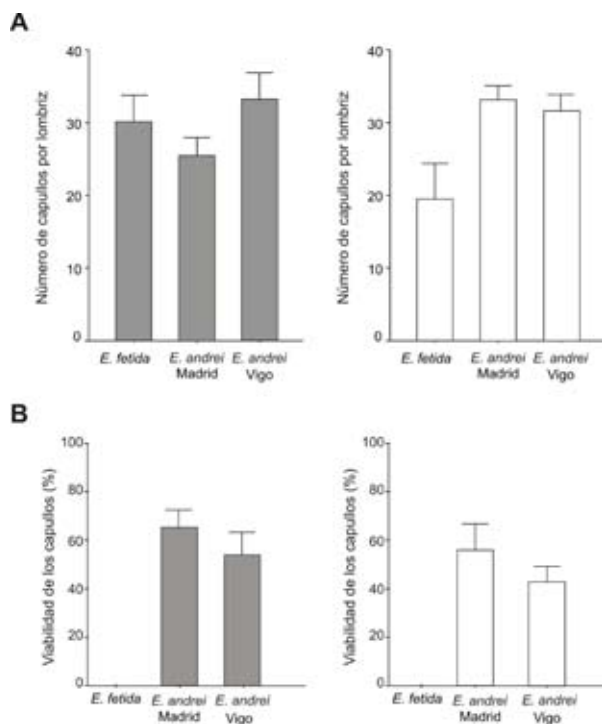 A
Número de capullos por lombriz
40
30
20
10
0
E. fetida
E. andrei
Madrid
E. andrei
Vigo
Número de capullos por lombriz
40
30
20
10
0
E. fetida
E. andrei
Madrid
E. andrei
Vigo
B
Viabilidad de los capullos (%)
100
80
60
40
20
0
E. fetida
E. andrei
Madrid
E. andrei
Vigo
Viabilidad de los capullos (%)
100
80
60
40
20
0
E. fetida
E. andrei
Madrid
E. andrei
Vigo